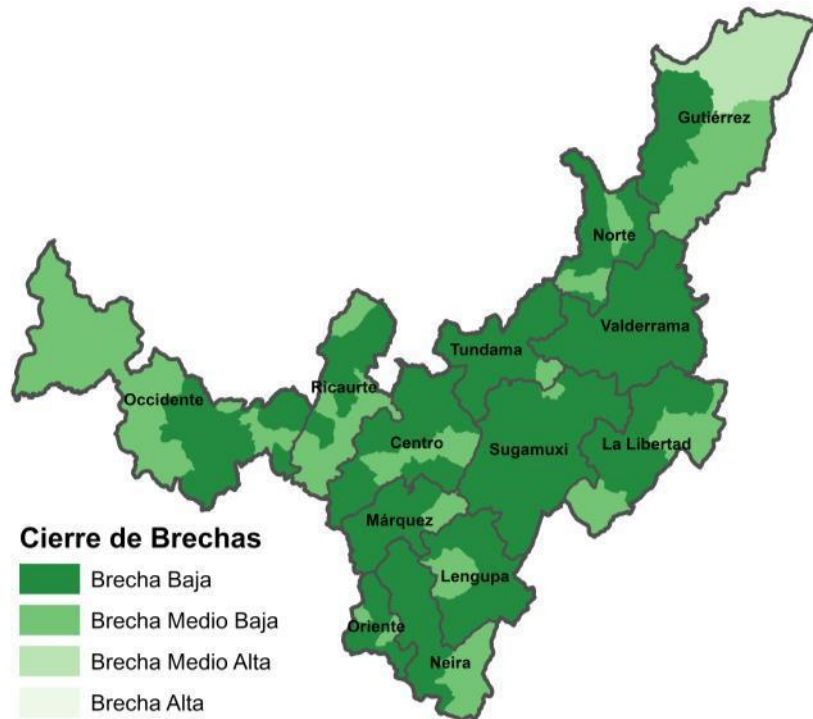 Gutiérrez
Norte
Valderrama
Tundama
Occidente
Ricaurte
Centro
Sugamuxi
La Libertad
Márquez
Lengupa
Oriente
Neira
Cierre de Brechas
Brecha Baja
Brecha Medio Baja
Brecha Medio Alta
Brecha Alta